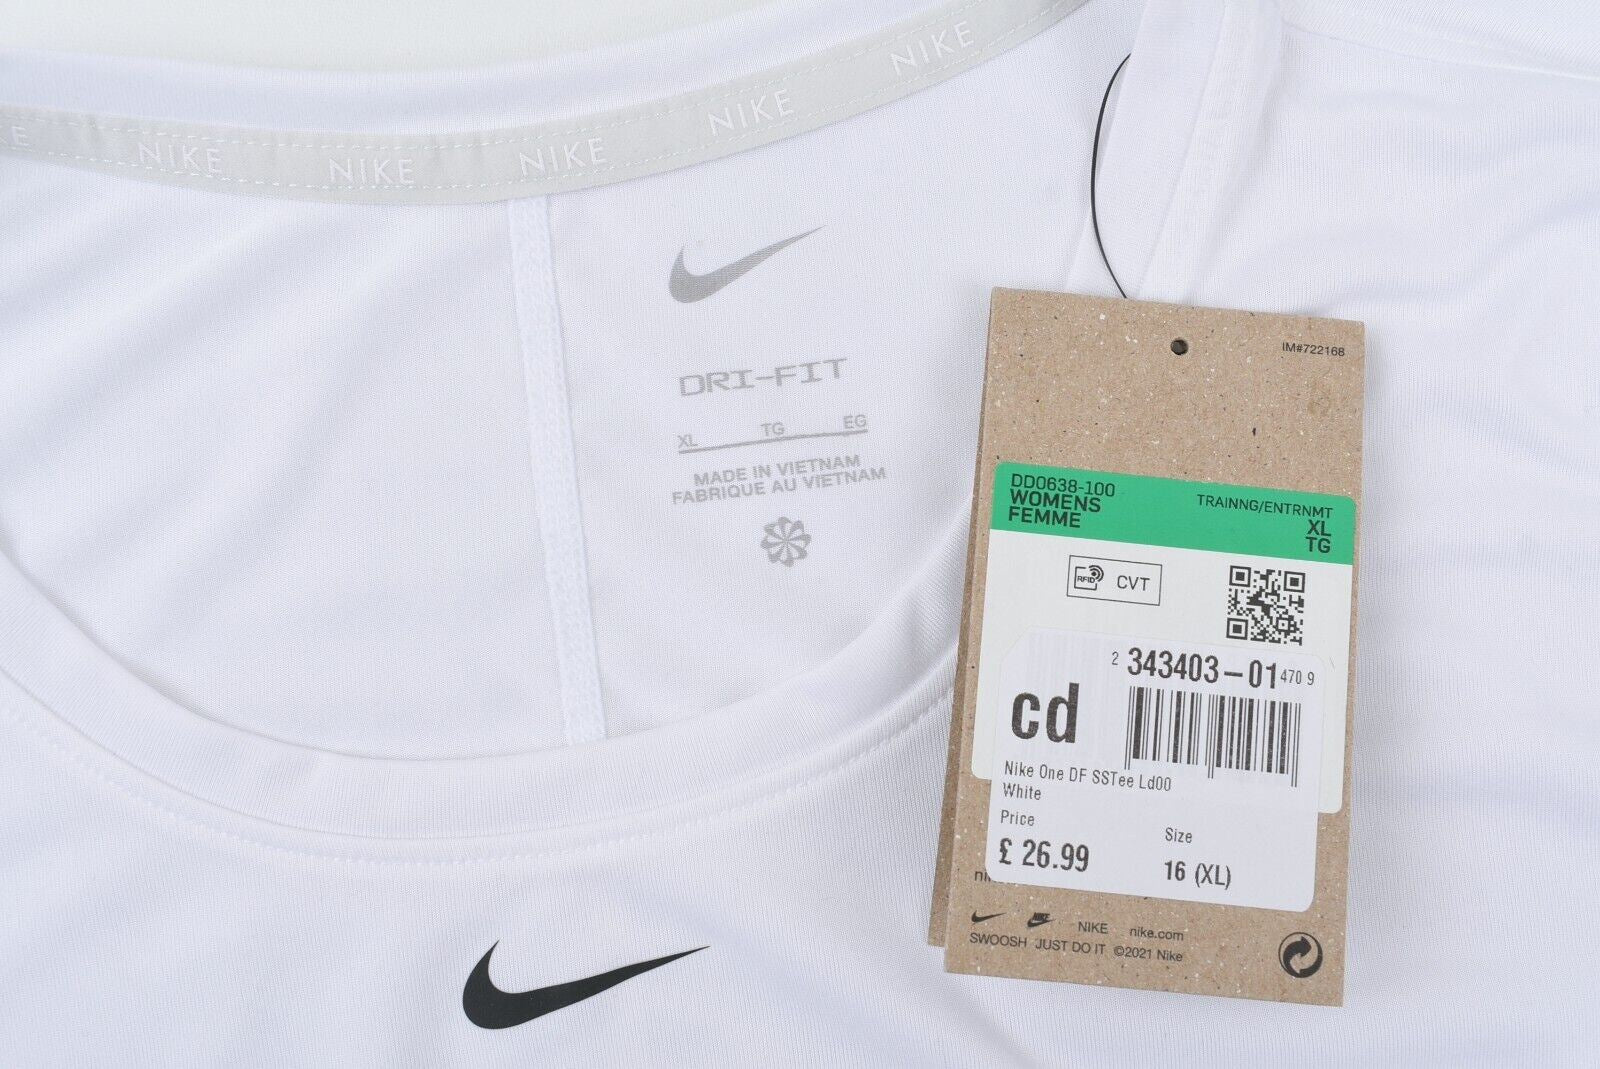 NIKE
NIKE
NIKE
NIKE
NIKE
DRI-FIT
XL TG EG
MADE IN VIETNAM
FABRIQUE AU VIETNAM
IM#722168
DD0638-100
WOMENS
FEMME
TRAINNG/ENTRNMT
XL
TG
RFID CVT
2 343403-01 470 9
cd
Nike One DF SSTee Ld00
White
Price
£ 26.99
Size
16 (XL)
NIKE NIKE nike.com
SWOOSH JUST DO IT ©2021 Nike